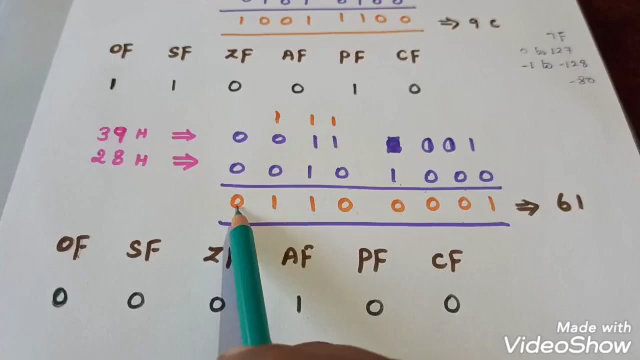 1 0 0 1 1 1 0 0 ⇒ 9 C
0 to 127
-1 to -128
-80
OF SF ZF AF PF CF
1 1 0 0 1 0
1 1 1
39 H ⇒ 0 0 1 1 0 0 1
28 H ⇒ 0 0 1 0 1 0 0 0
0 1 1 0 0 0 0 1 ⇒ 61
OF SF ZF AF PF CF
0 0 0 1 0 0
Made with
VideoShow